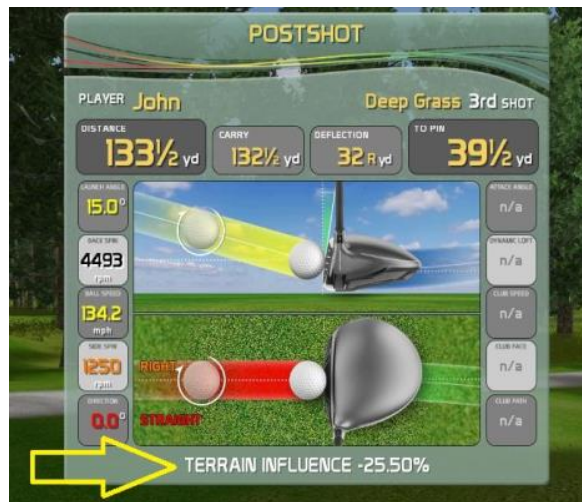 POSTSHOT
PLAYER John Deep Grass 3rd SHOT
DISTANCE CARRY DEFLECTION TO PIN
133½ yd 132½ yd 32 R yd 39½ yd
LAUNCH ANGLE
15.0°
BACK SPIN
4493
rpm
BALL SPEED
134.2
mph
SIDE SPIN
1250
rpm
DIRECTION
0.0°
RIGHT
STRAIGHT
ATTACK ANGLE
n/a
DYNAMIC LOFT
n/a
CLUB SPEED
n/a
CLUB FACE
n/a
CLUB PATH
n/a
TERRAIN INFLUENCE -25.50%